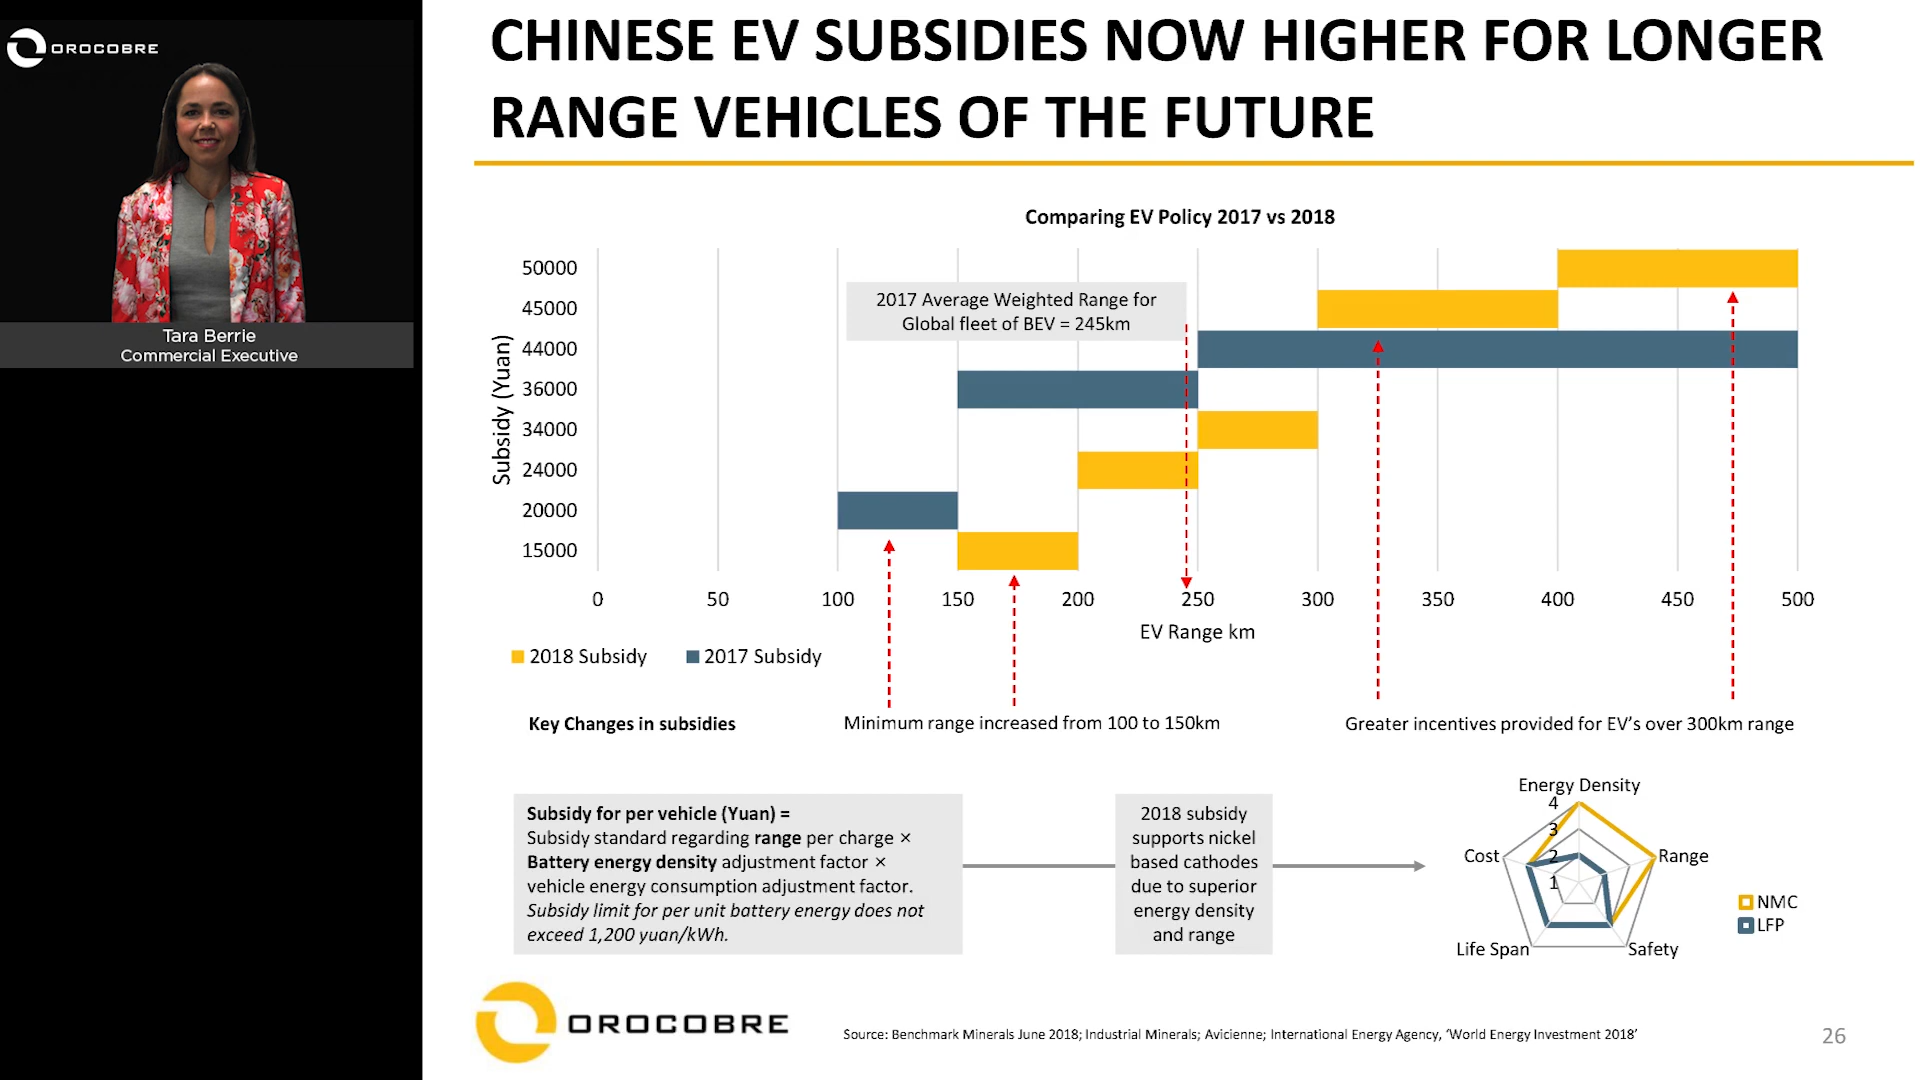 OROCOBRE
Tara Berrie
Commercial Executive
CHINESE EV SUBSIDIES NOW HIGHER FOR LONGER
RANGE VEHICLES OF THE FUTURE
Comparing EV Policy 2017 vs 2018
Subsidy (Yuan)
50000
45000
44000
36000
34000
24000
20000
15000
2017 Average Weighted Range for
Global fleet of BEV = 245km
0 50 100 150 200 250 300 350 400 450 500
EV Range km
2018 Subsidy 2017 Subsidy
Key Changes in subsidies
Minimum range increased from 100 to 150km
Greater incentives provided for EV's over 300km range
Subsidy for per vehicle (Yuan) =
Subsidy standard regarding range per charge ×
Battery energy density adjustment factor ×
vehicle energy consumption adjustment factor.
Subsidy limit for per unit battery energy does not
exceed 1,200 yuan/kWh.
2018 subsidy
supports nickel
based cathodes
due to superior
energy density
and range
Energy Density
4
3
2
1
Cost
Range
Life Span
Safety
NMC
LFP
OROCOBRE
Source: Benchmark Minerals June 2018; Industrial Minerals; Avicienne; International Energy Agency, ‘World Energy Investment 2018’
26